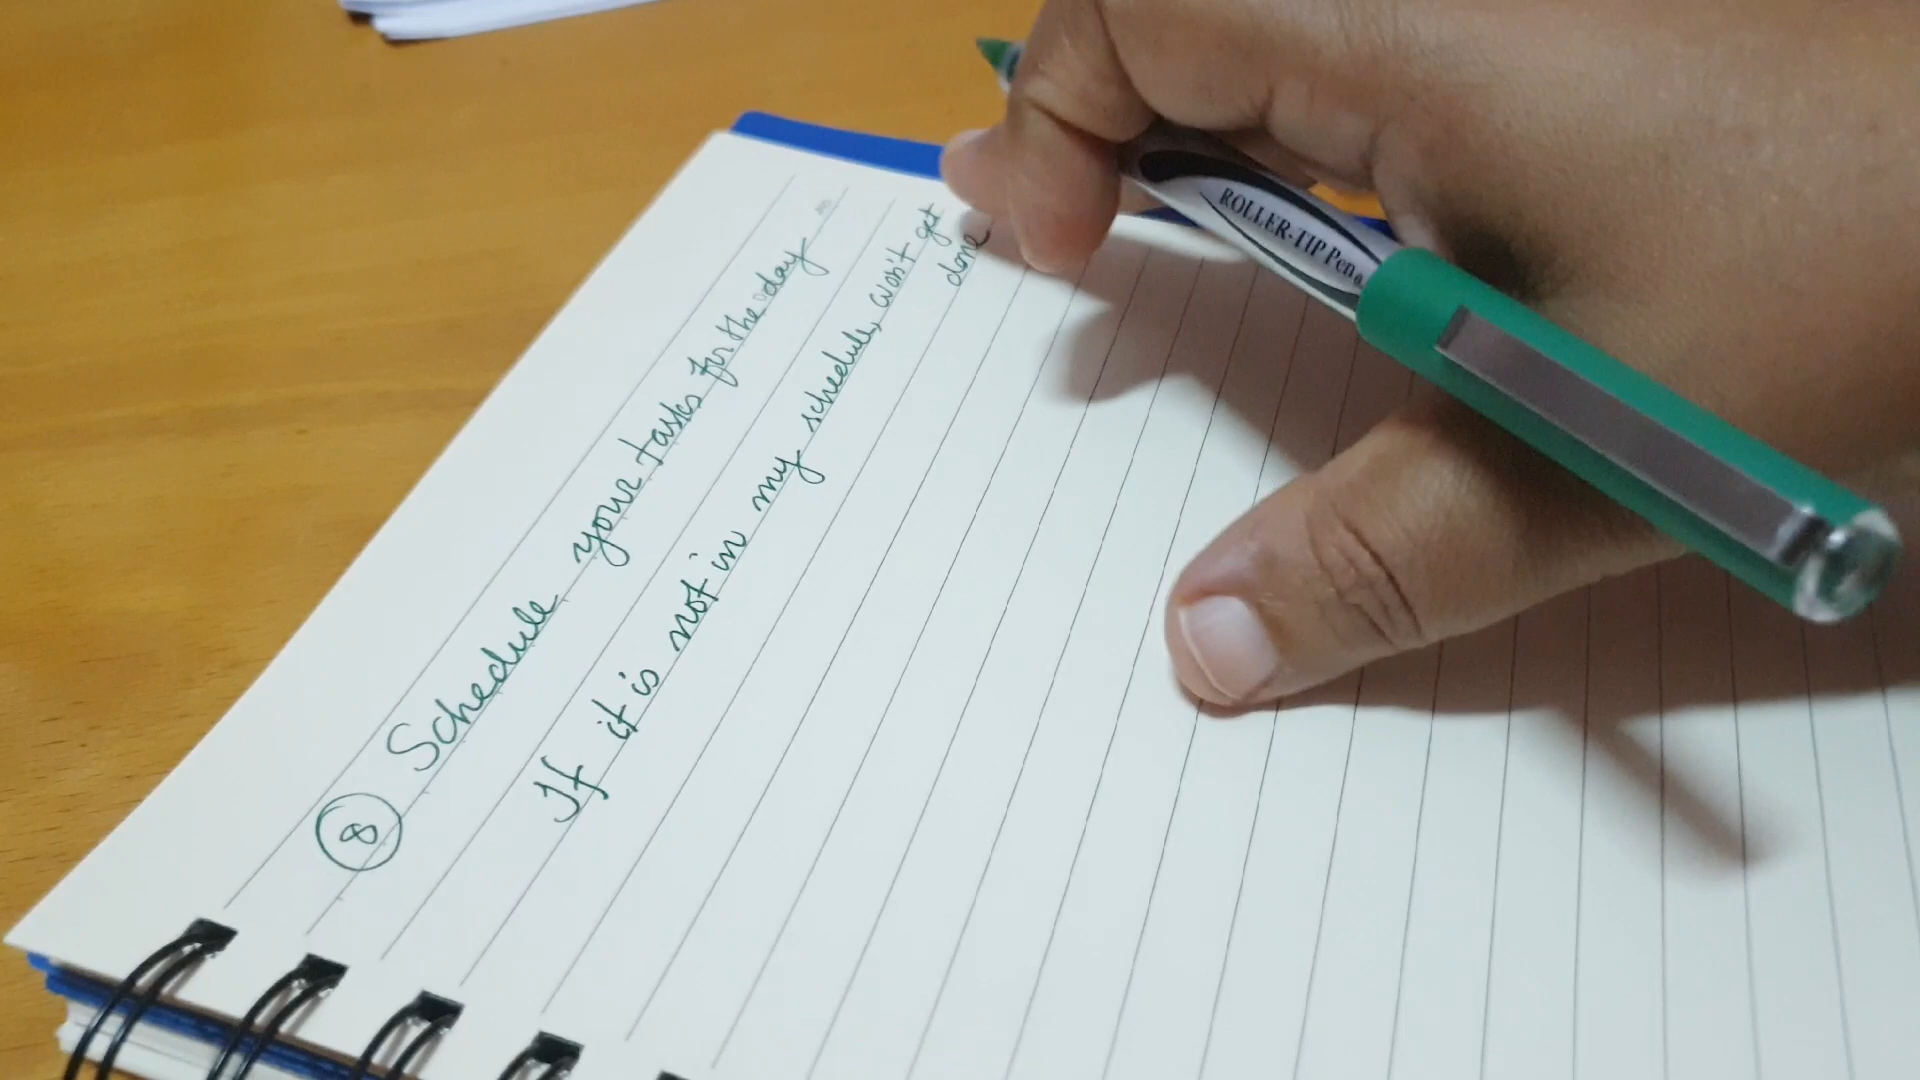 8 Schedule your tasks for the day
If it is not in my schedule, won't get
done
ROLLER-TIP Pen